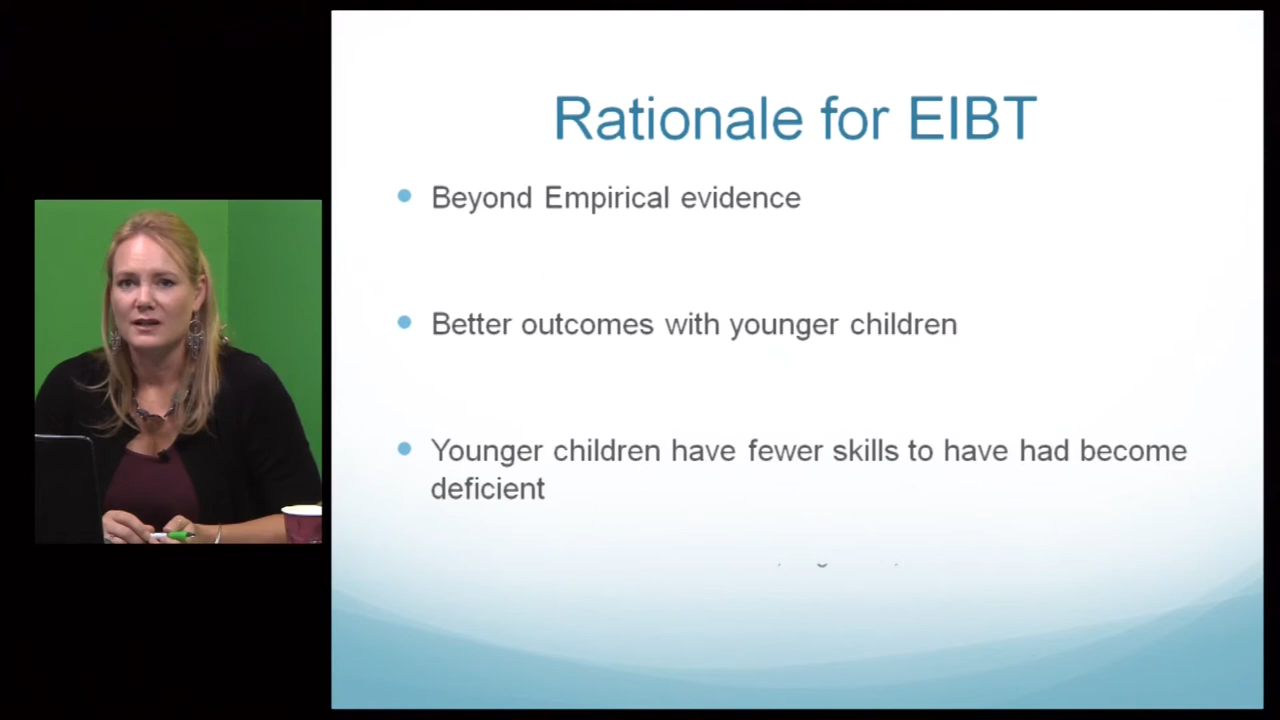 Rationale for EIBT
Beyond Empirical evidence
Better outcomes with younger children
Younger children have fewer skills to have had become
deficient